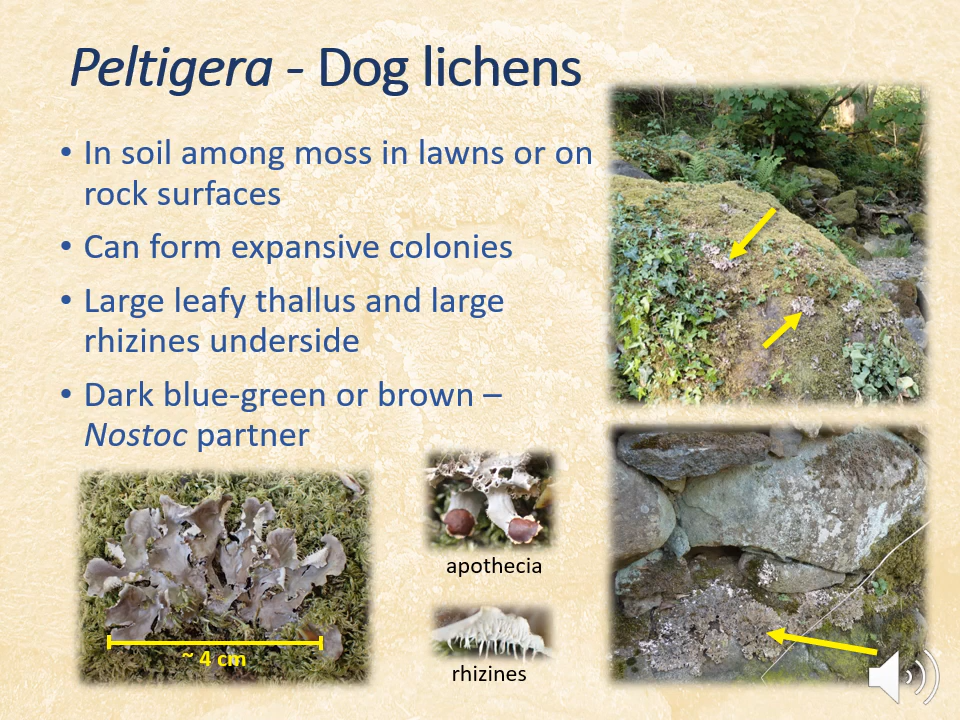 Peltigera - Dog lichens
• In soil among moss in lawns or on
rock surfaces
• Can form expansive colonies
• Large leafy thallus and large
rhizines underside
• Dark blue-green or brown –
Nostoc partner
apothecia
~ 4 cm
rhizines